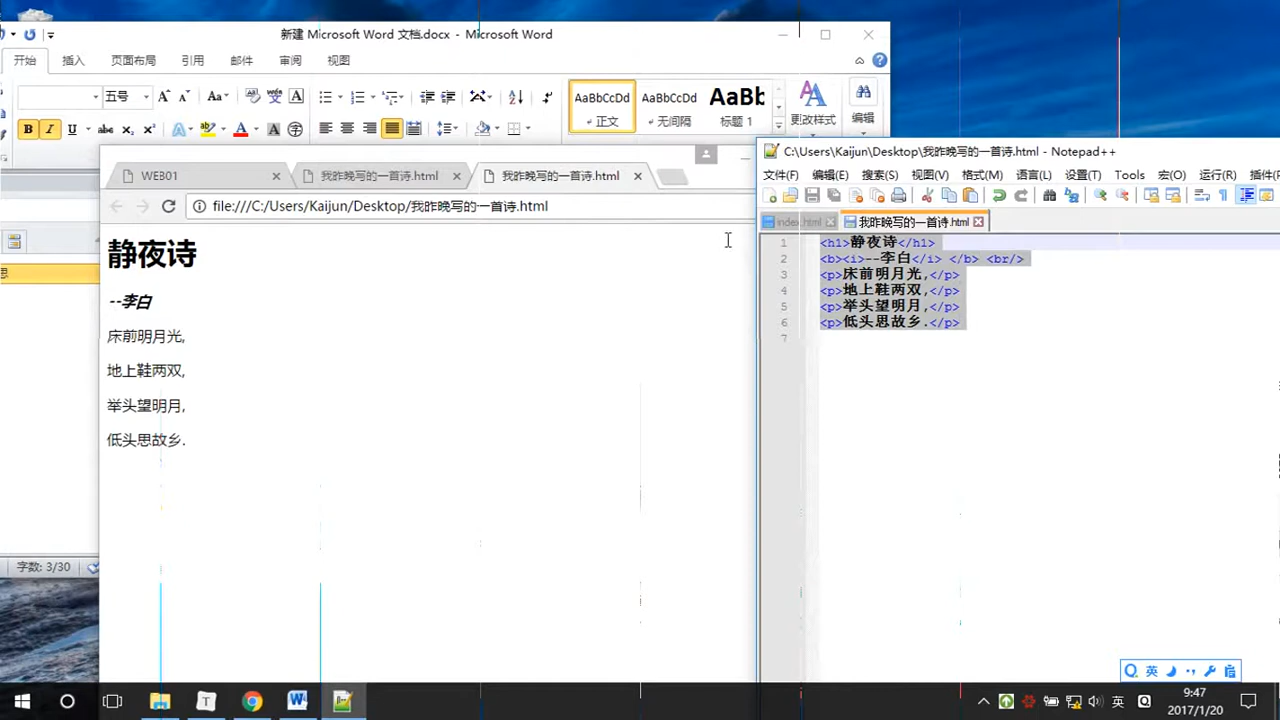 新建 Microsoft Word 文档.docx - Microsoft Word
开始 插入 页面布局 引用 邮件 审阅 视图
五号 A A Aa A AaBbCcDd AaBbCcDd AaBb A
B I U abc X₂ X² A A 正文 无间隔 标题 1 更改样式 编辑
C:\Users\Kaijun\Desktop\我昨晚写的一首诗.html - Notepad++
WEB01 我昨晚写的一首诗.html 我昨晚写的一首诗.html
文件(F) 编辑(E) 搜索(S) 视图(V) 格式(M) 语言(L) 设置(T) Tools 宏(O) 运行(R) 插件(P
file:///C:/Users/Kaijun/Desktop/我昨晚写的一首诗.html
index.html 我昨晚写的一首诗.html
静夜诗
--李白
床前明月光,
地上鞋两双,
举头望明月,
低头思故乡.
1 <h1>静夜诗</h1>
2 <b><i>--李白</i> </b> <br/>
3 <p>床前明月光,</p>
4 <p>地上鞋两双,</p>
5 <p>举头望明月,</p>
6 <p>低头思故乡.</p>
7
字数: 3/30
英
英
9:47
2017/1/20